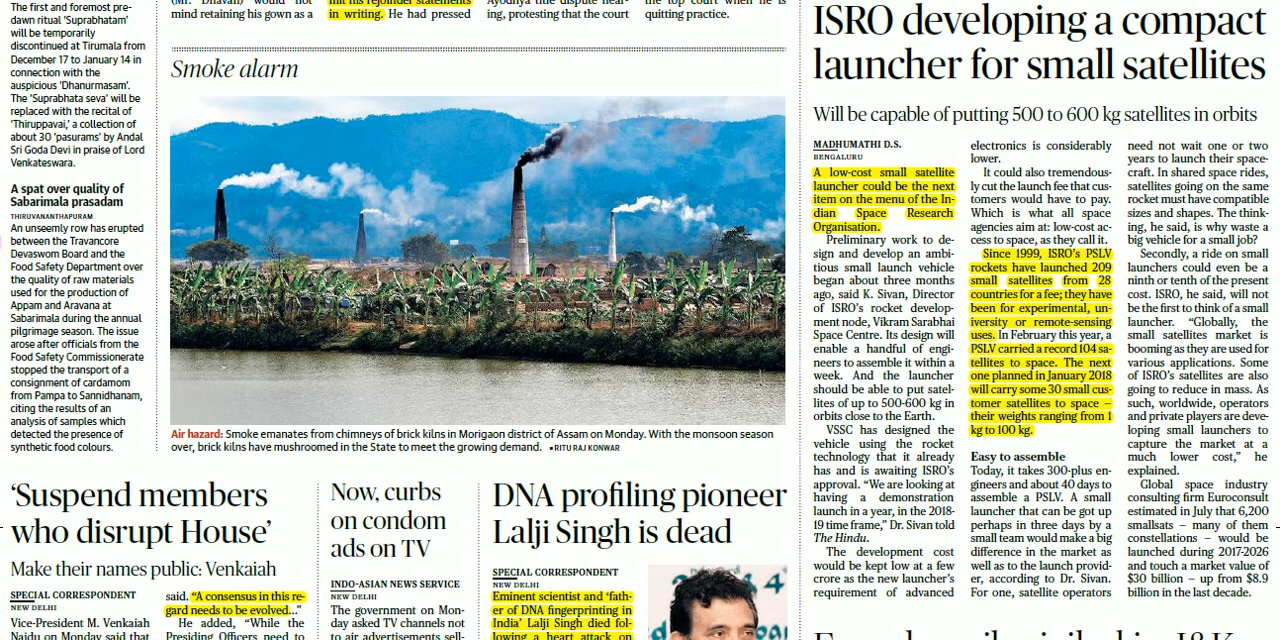 The first and foremost pre-
dawn ritual 'Suprabhatam'
will be temporarily
discontinued at Tirumala from
December 17 to January 14 in
connection with the
auspicious 'Dhanurmasam'.
The 'Suprabhata seva' will be
replaced with the recital of
'Thiruppavai,' a collection of
about 30 'pasurams' by Andal
Sri Goda Devi in praise of Lord
Venkateswara.
A spat over quality of
Sabarimala prasadam
THIRUVANANTHAPURAM
An unseemly row has erupted
between the Travancore
Devaswom Board and the
Food Safety Department over
the quality of raw materials
used for the production of
Appam and Aravana at
Sabarimala during the annual
pilgrimage season. The issue
arose after officials from the
Food Safety Commissionerate
stopped the transport of a
consignment of cardamom
from Pampa to Sannidhanam,
citing the results of an
analysis of samples which
detected the presence of
synthetic food colours.
(Mr. Dhavan) would not
mind retaining his gown as a
his rejoinder statements
in writing. He had pressed
Ayodhya title dispute hear-
ing, protesting that the court
the top court when he is
quitting practice.
Smoke alarm
Air hazard: Smoke emanates from chimneys of brick kilns in Morigaon district of Assam on Monday. With the monsoon season
over, brick kilns have mushroomed in the State to meet the growing demand. • RITU RAJ KONWAR
'Suspend members
who disrupt House'
Make their names public: Venkaiah
SPECIAL CORRESPONDENT
NEW DELHI
Vice-President M. Venkaiah
Naidu on Monday said that
said. "A consensus in this re-
gard needs to be evolved..."
He added, "While the
Presiding Officers need to
Now, curbs
on condom
ads on TV
INDO-ASIAN NEWS SERVICE
NEW DELHI
The government on Mon-
day asked TV channels not
to air advertisements sell-
DNA profiling pioneer
Lalji Singh is dead
SPECIAL CORRESPONDENT
NEW DELHI
Eminent scientist and 'fath-
er of DNA fingerprinting in
India' Lalji Singh died fol-
lowing a heart attack on
ISRO developing a compact
launcher for small satellites
Will be capable of putting 500 to 600 kg satellites in orbits
MADHUMATHI D.S.
BENGALURU
A low-cost small satellite
launcher could be the next
item on the menu of the In-
dian Space Research
Organisation.
Preliminary work to de-
sign and develop an ambi-
tious small launch vehicle
began about three months
ago, said K. Sivan, Director
of ISRO's rocket develop-
ment node, Vikram Sarabhai
Space Centre. Its design will
enable a handful of engi-
neers to assemble it within a
week. And the launcher
should be able to put satel-
lites of up to 500-600 kg in
orbits close to the Earth.
VSSC has designed the
vehicle using the rocket
technology that it already
has and is awaiting ISRO's
approval. "We are looking at
having a demonstration
launch in a year, in the 2018-
19 time frame," Dr. Sivan told
The Hindu.
The development cost
would be kept low at a few
crore as the new launcher's
requirement of advanced
electronics is considerably
lower.
It could also tremendous-
ly cut the launch fee that cus-
tomers would have to pay.
Which is what all space
agencies aim at: low-cost ac-
cess to space, as they call it.
Since 1999, ISRO's PSLV
rockets have launched 209
small satellites from 28
countries for a fee; they have
been for experimental, un-
iversity or remote-sensing
uses. In February this year, a
PSLV carried a record 104 sa-
tellites to space. The next
one planned in January 2018
will carry some 30 small cus-
tomer satellites to space –
their weights ranging from 1
kg to 100 kg.
Easy to assemble
Today, it takes 300-plus en-
gineers and about 40 days to
assemble a PSLV. A small
launcher that can be got up
perhaps in three days by a
small team would make a big
difference in the market as
well as to the launch provid-
er, according to Dr. Sivan.
For one, satellite operators
need not wait one or two
years to launch their space-
craft. In shared space rides,
satellites going on the same
rocket must have compatible
sizes and shapes. The think-
ing, he said, is why waste a
big vehicle for a small job?
Secondly, a ride on small
launchers could even be a
ninth or tenth of the present
cost. ISRO, he said, will not
be the first to think of a small
launcher. "Globally, the
small satellites market is
booming as they are used for
various applications. Some
of ISRO's satellites are also
going to reduce in mass. As
such, worldwide, operators
and private players are deve-
loping small launchers to
capture the market at a
much lower cost," he
explained.
Global space industry
consulting firm Euroconsult
estimated in July that 6,200
smallsats – many of them
constellations – would be
launched during 2017-2026
and touch a market value of
$30 billion – up from $8.9
billion in the last decade.